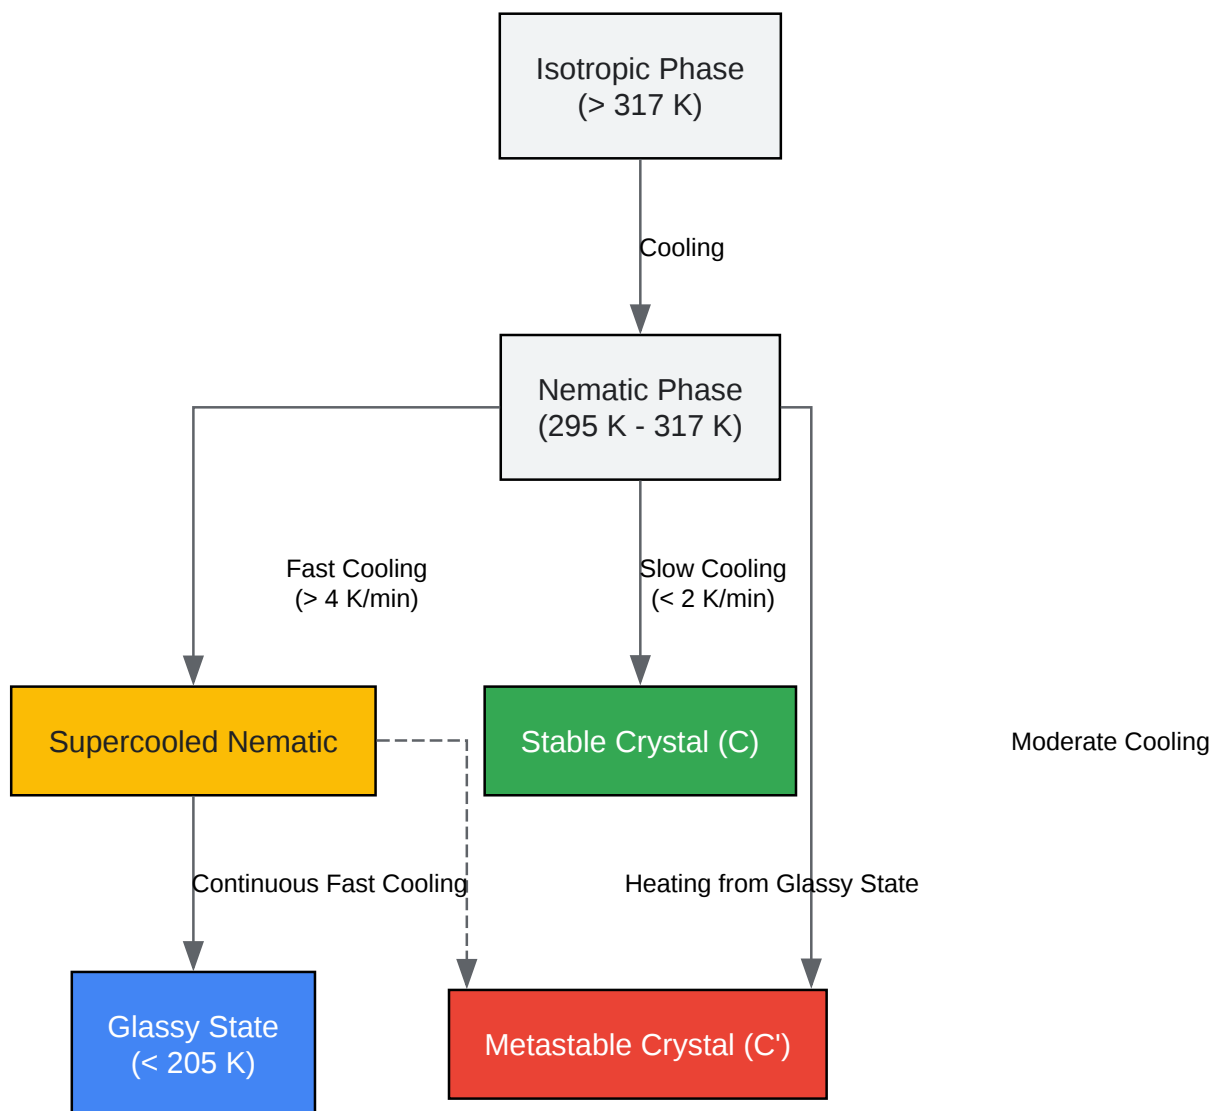 Isotropic Phase
(> 317 K)
Cooling
Nematic Phase
(295 K - 317 K)
Fast Cooling
(> 4 K/min)
Slow Cooling
(< 2 K/min)
Supercooled Nematic
Stable Crystal (C)
Moderate Cooling
Continuous Fast Cooling
Heating from Glassy State
Glassy State
(< 205 K)
Metastable Crystal (C')